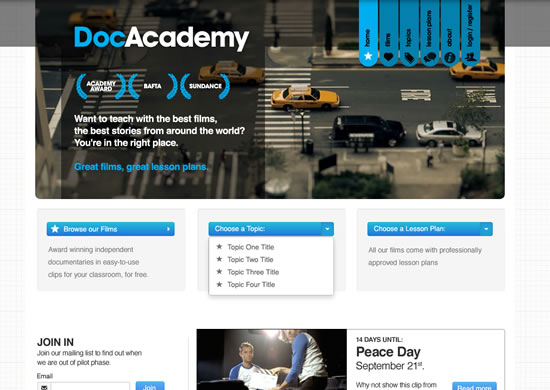 DocAcademy
home
films
topics
lesson plans
about
login / register
ACADEMY
AWARD
BAFTA
SUNDANCE
Want to teach with the best films,
the best stories from around the world?
You're in the right place.
Great films, great lesson plans.
Browse our Films
Award winning independent
documentaries in easy-to-use
clips for your classroom, for free.
Choose a Topic:
Topic One Title
Topic Two Title
Topic Three Title
Topic Four Title
Choose a Lesson Plan:
All our films come with professionally
approved lesson plans
JOIN IN
Join our mailing list to find out when
we are out of pilot phase.
Email
Join
14 DAYS UNTIL:
Peace Day
September 21st.
Why not show this clip from
Read more